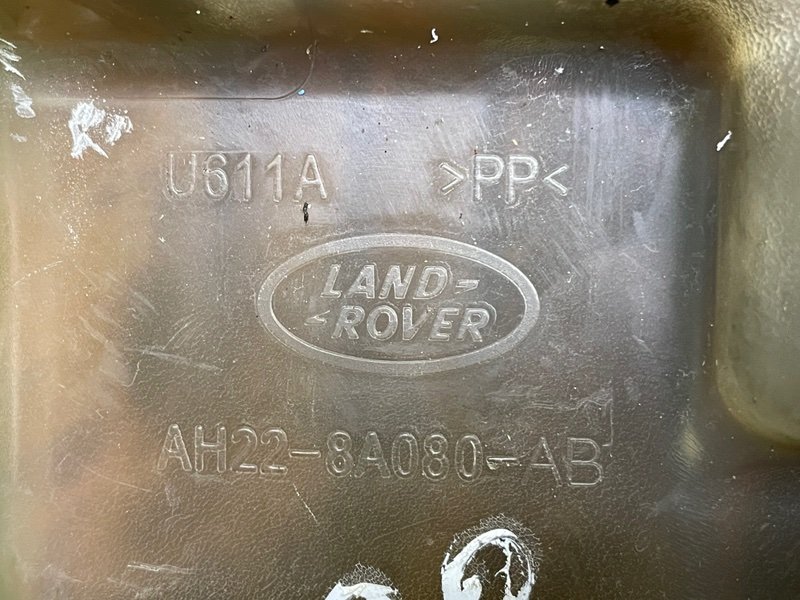 U611A >PP<
LAND-
ROVER
AH22-8A080-AB